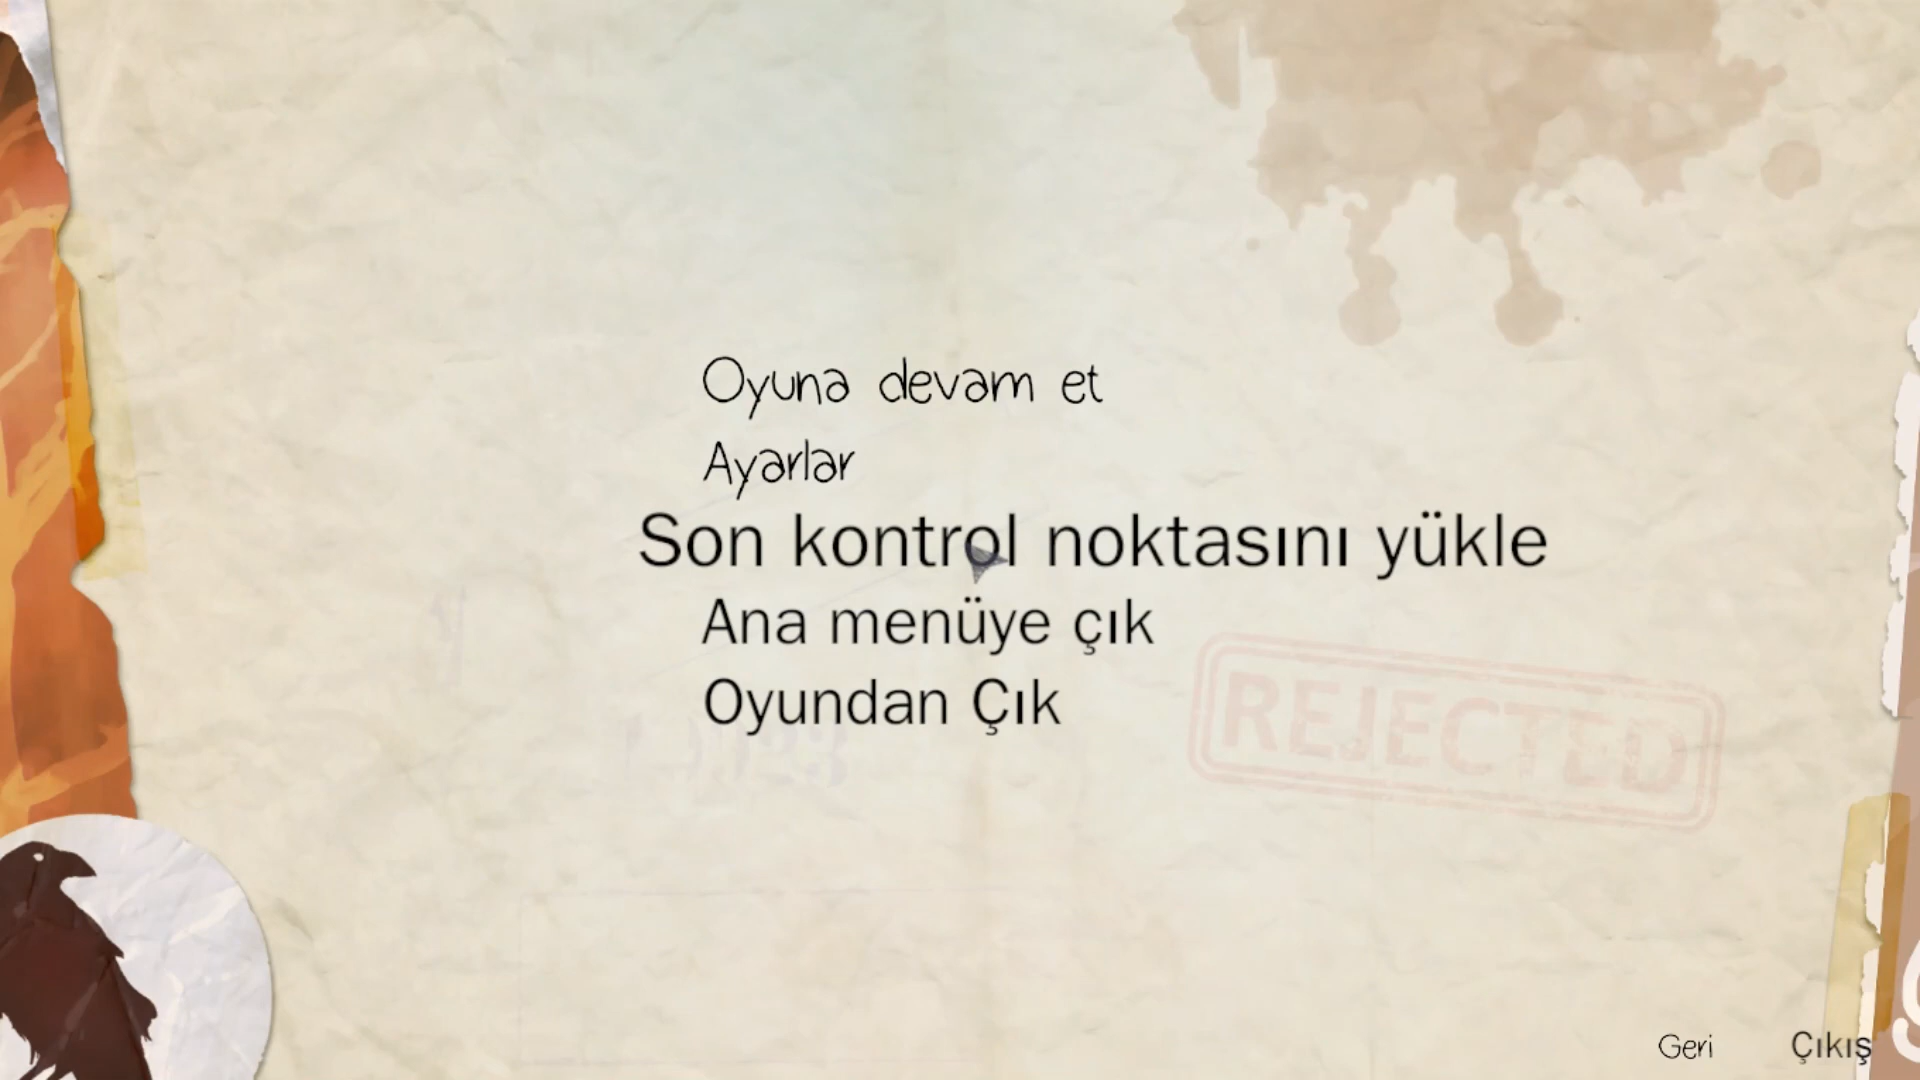 Oyuna devam et
Ayarlar
Son kontrol noktasını yükle
Ana menüye çık
Oyundan Çık
REJECTED
Geri Çıkış